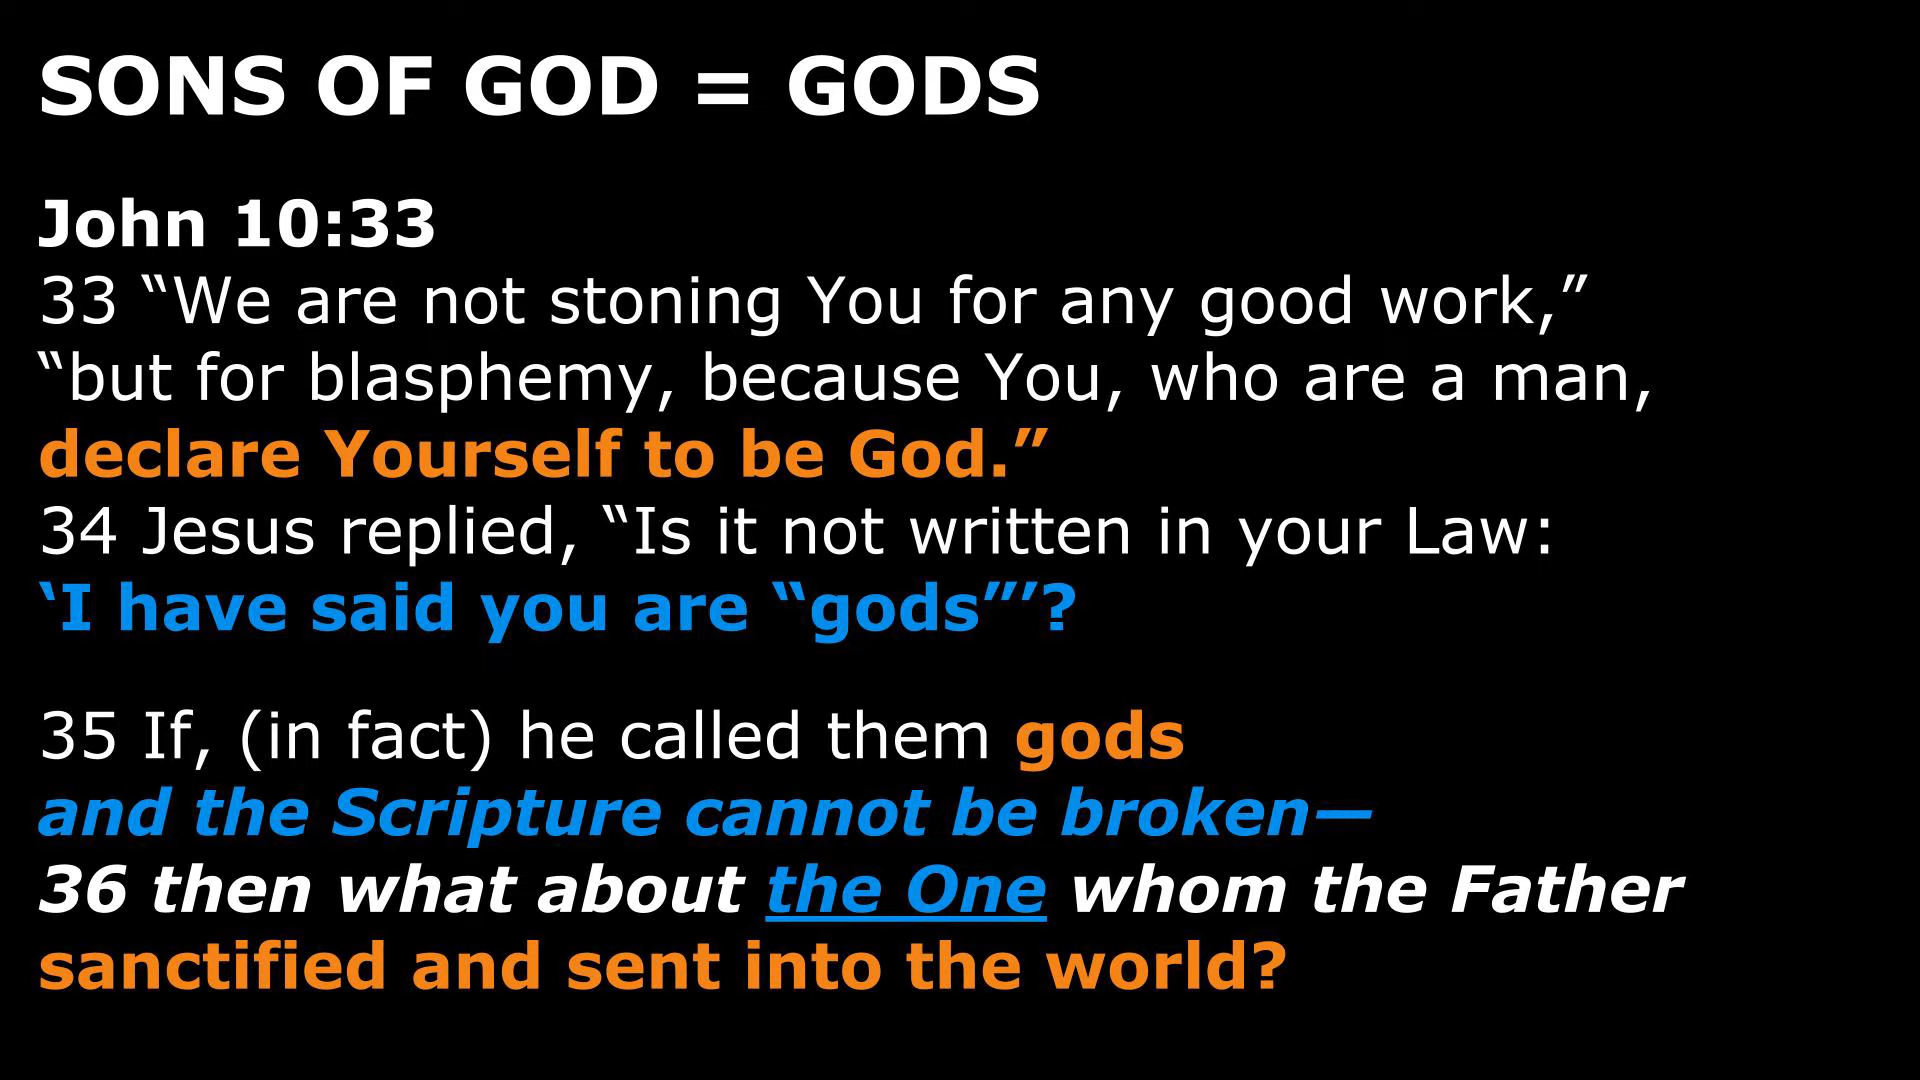 SONS OF GOD = GODS
John 10:33
33 “We are not stoning You for any good work,”
“but for blasphemy, because You, who are a man,
declare Yourself to be God.”
34 Jesus replied, “Is it not written in your Law:
‘I have said you are “gods”’?
35 If, (in fact) he called them gods
and the Scripture cannot be broken—
36 then what about the One whom the Father
sanctified and sent into the world?